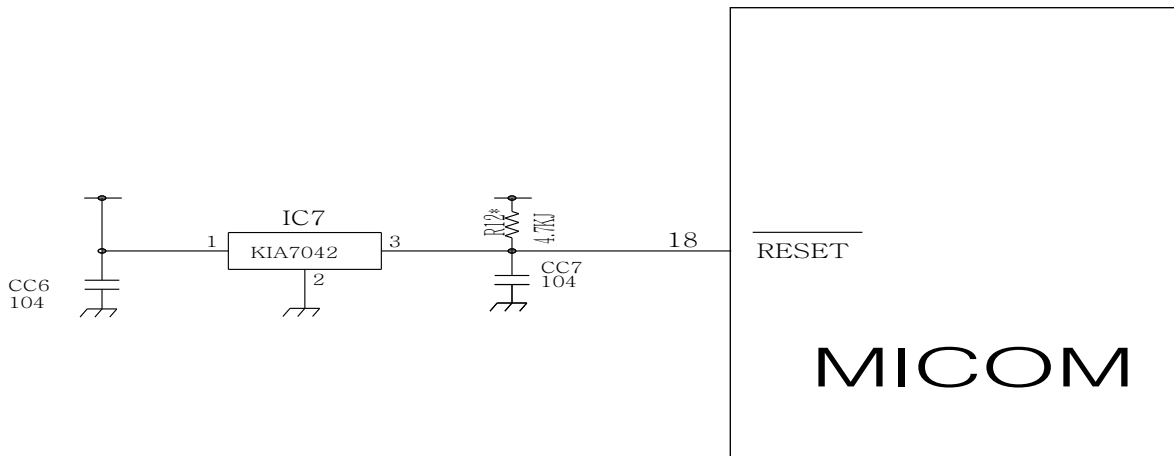 IC7
1
KIA7042
3
2
CC6
104
R12*
4.7KJ
CC7
104
18
RESET
MICOM